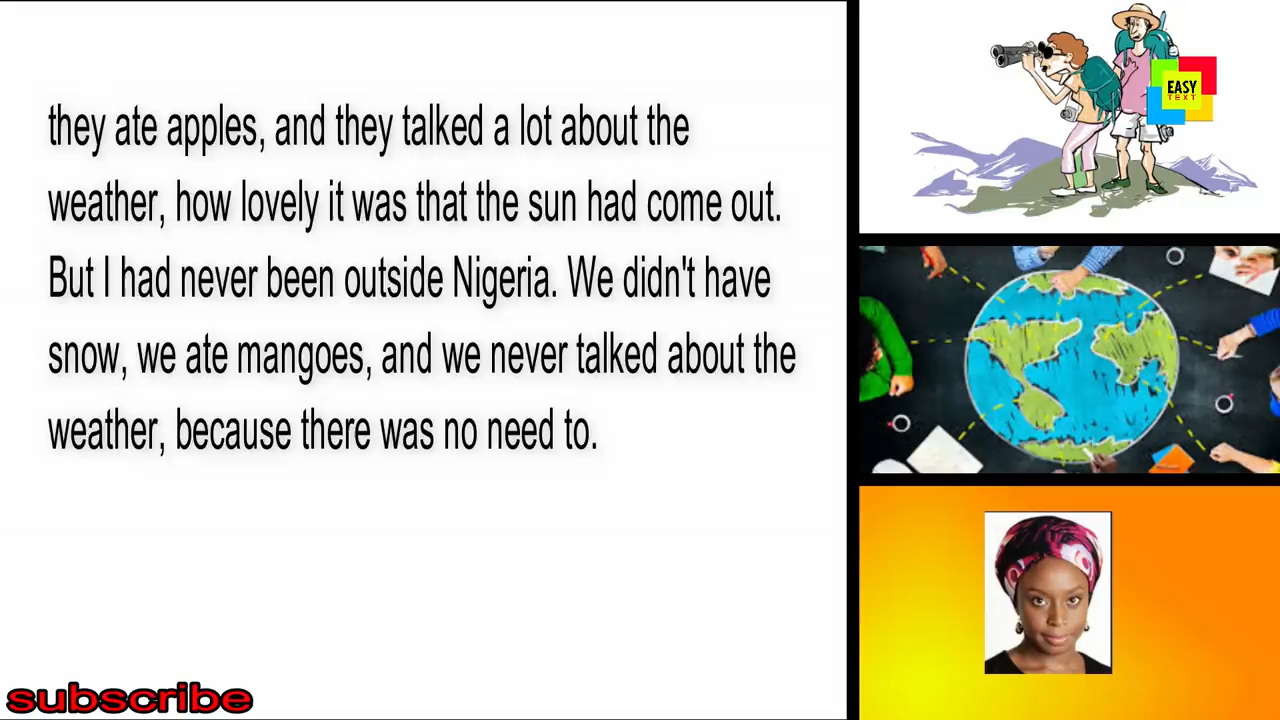 they ate apples, and they talked a lot about the
weather, how lovely it was that the sun had come out.
But I had never been outside Nigeria. We didn't have
snow, we ate mangoes, and we never talked about the
weather, because there was no need to.
EASY
TEXT
subscribe